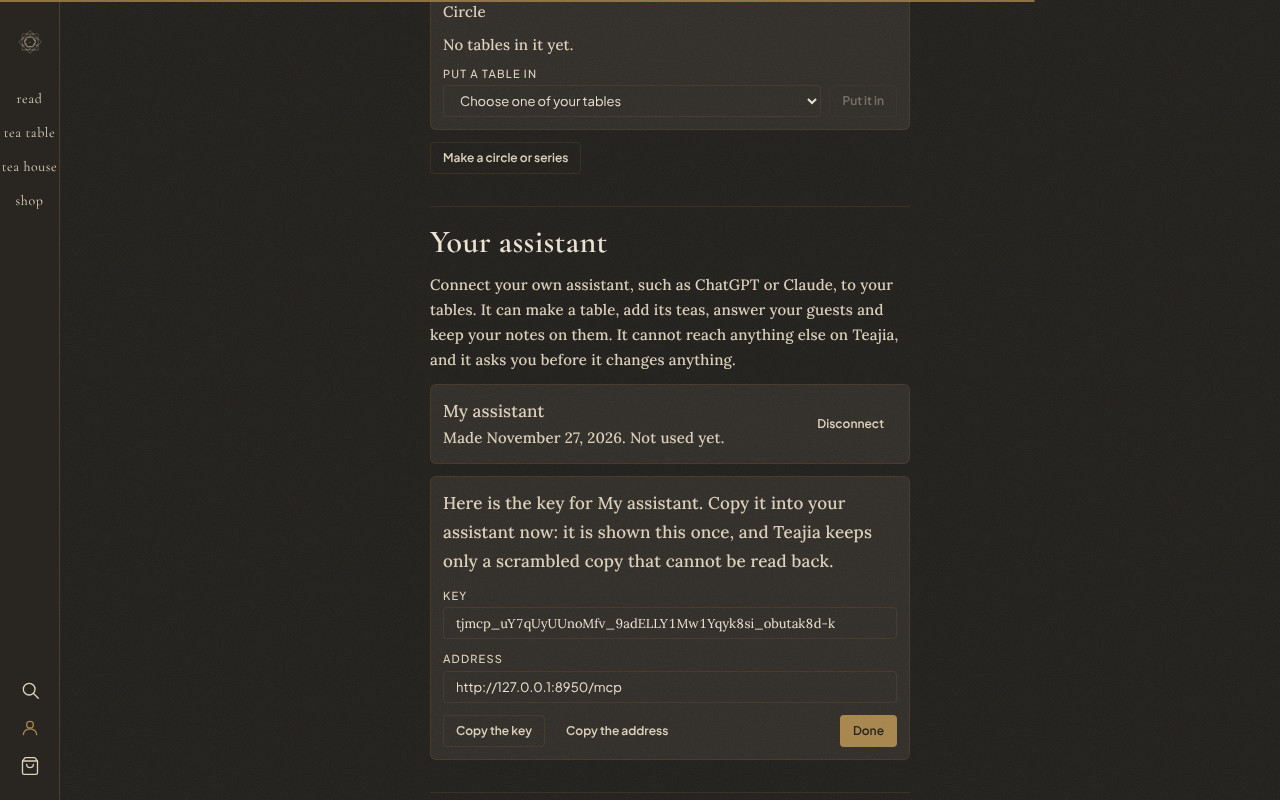 read
tea table
tea house
shop
Circle
No tables in it yet.
PUT A TABLE IN
Choose one of your tables
Put it in
Make a circle or series
Your assistant
Connect your own assistant, such as ChatGPT or Claude, to your
tables. It can make a table, add its teas, answer your guests and
keep your notes on them. It cannot reach anything else on Teajia,
and it asks you before it changes anything.
My assistant
Made November 27, 2026. Not used yet.
Disconnect
Here is the key for My assistant. Copy it into your
assistant now: it is shown this once, and Teajia keeps
only a scrambled copy that cannot be read back.
KEY
tjmcp_uY7qUyUUnoMfv_9adELLY1Mw1Yqyk8si_obutak8d-k
ADDRESS
http://127.0.0.1:8950/mcp
Copy the key
Copy the address
Done